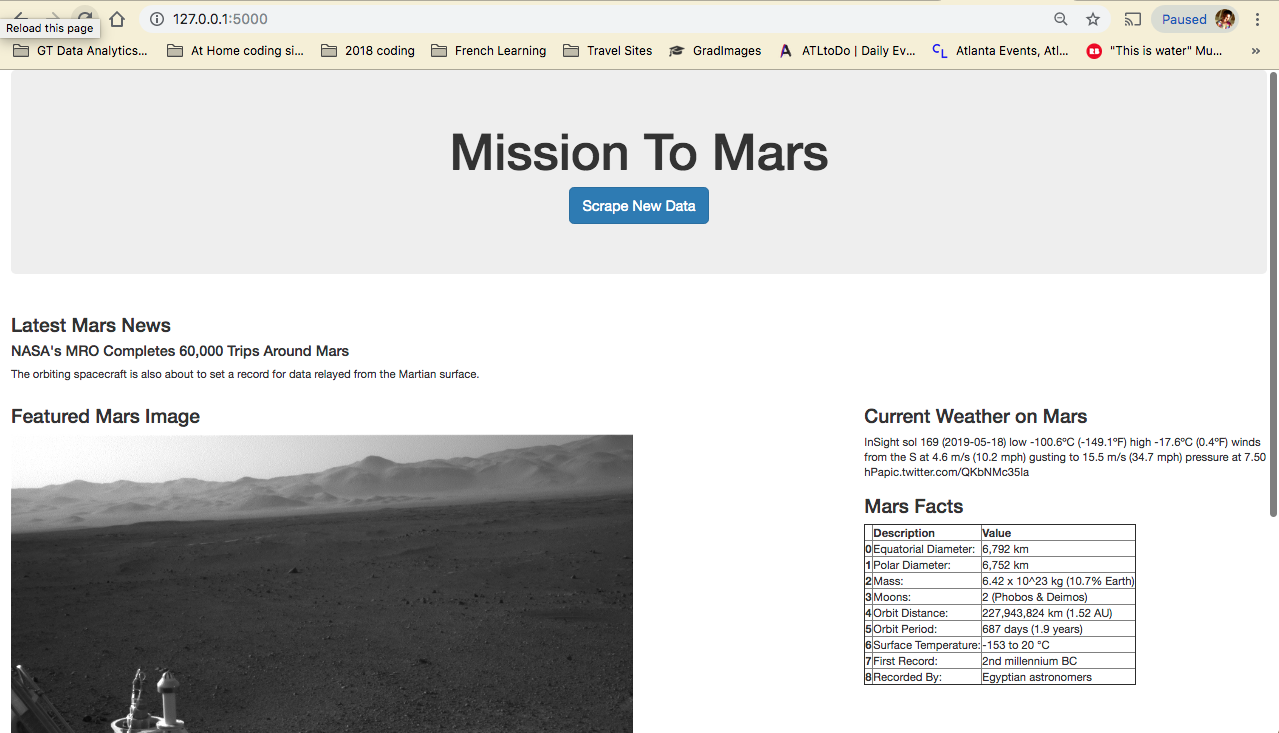 127.0.0.1:5000
Paused
Reload this page
GT Data Analytics...
At Home coding si...
2018 coding
French Learning
Travel Sites
GradImages
A
ATLtoDo | Daily Ev...
CL
Atlanta Events, Atl...
"This is water" Mu...
»
Mission To Mars
Scrape New Data
Latest Mars News
NASA's MRO Completes 60,000 Trips Around Mars
The orbiting spacecraft is also about to set a record for data relayed from the Martian surface.
Featured Mars Image
Current Weather on Mars
InSight sol 169 (2019-05-18) low -100.6ºC (-149.1ºF) high -17.6ºC (0.4ºF) winds
from the S at 4.6 m/s (10.2 mph) gusting to 15.5 m/s (34.7 mph) pressure at 7.50
hPapic.twitter.com/QKbNMc35la
Mars Facts
Description Value
0 Equatorial Diameter: 6,792 km
1 Polar Diameter: 6,752 km
2 Mass: 6.42 x 10^23 kg (10.7% Earth)
3 Moons: 2 (Phobos & Deimos)
4 Orbit Distance: 227,943,824 km (1.52 AU)
5 Orbit Period: 687 days (1.9 years)
6 Surface Temperature: -153 to 20 °C
7 First Record: 2nd millennium BC
8 Recorded By: Egyptian astronomers